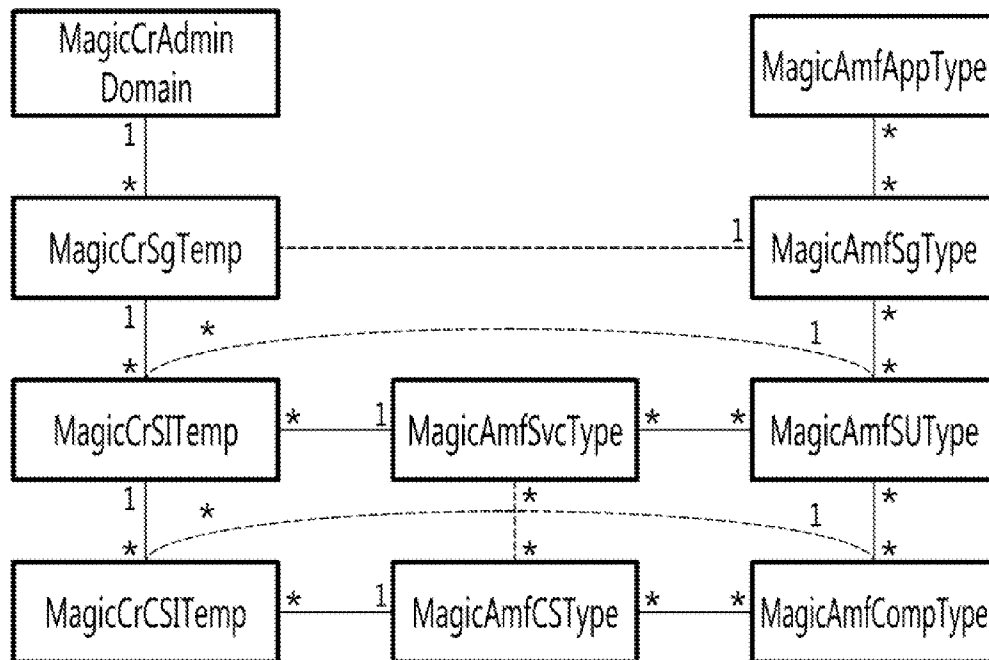 MagicCrAdmin
Domain
MagicAmfAppType
1
*
*
*
MagicCrSgTemp
1
MagicAmfSgType
1
*
*
1
*
*
*
MagicCrSITemp
*
1
MagicAmfSvcType
*
*
MagicAmfSUType
1
*
*
1
*
*
*
*
MagicCrCSITemp
*
1
MagicAmfCSType
*
*
MagicAmfCompType